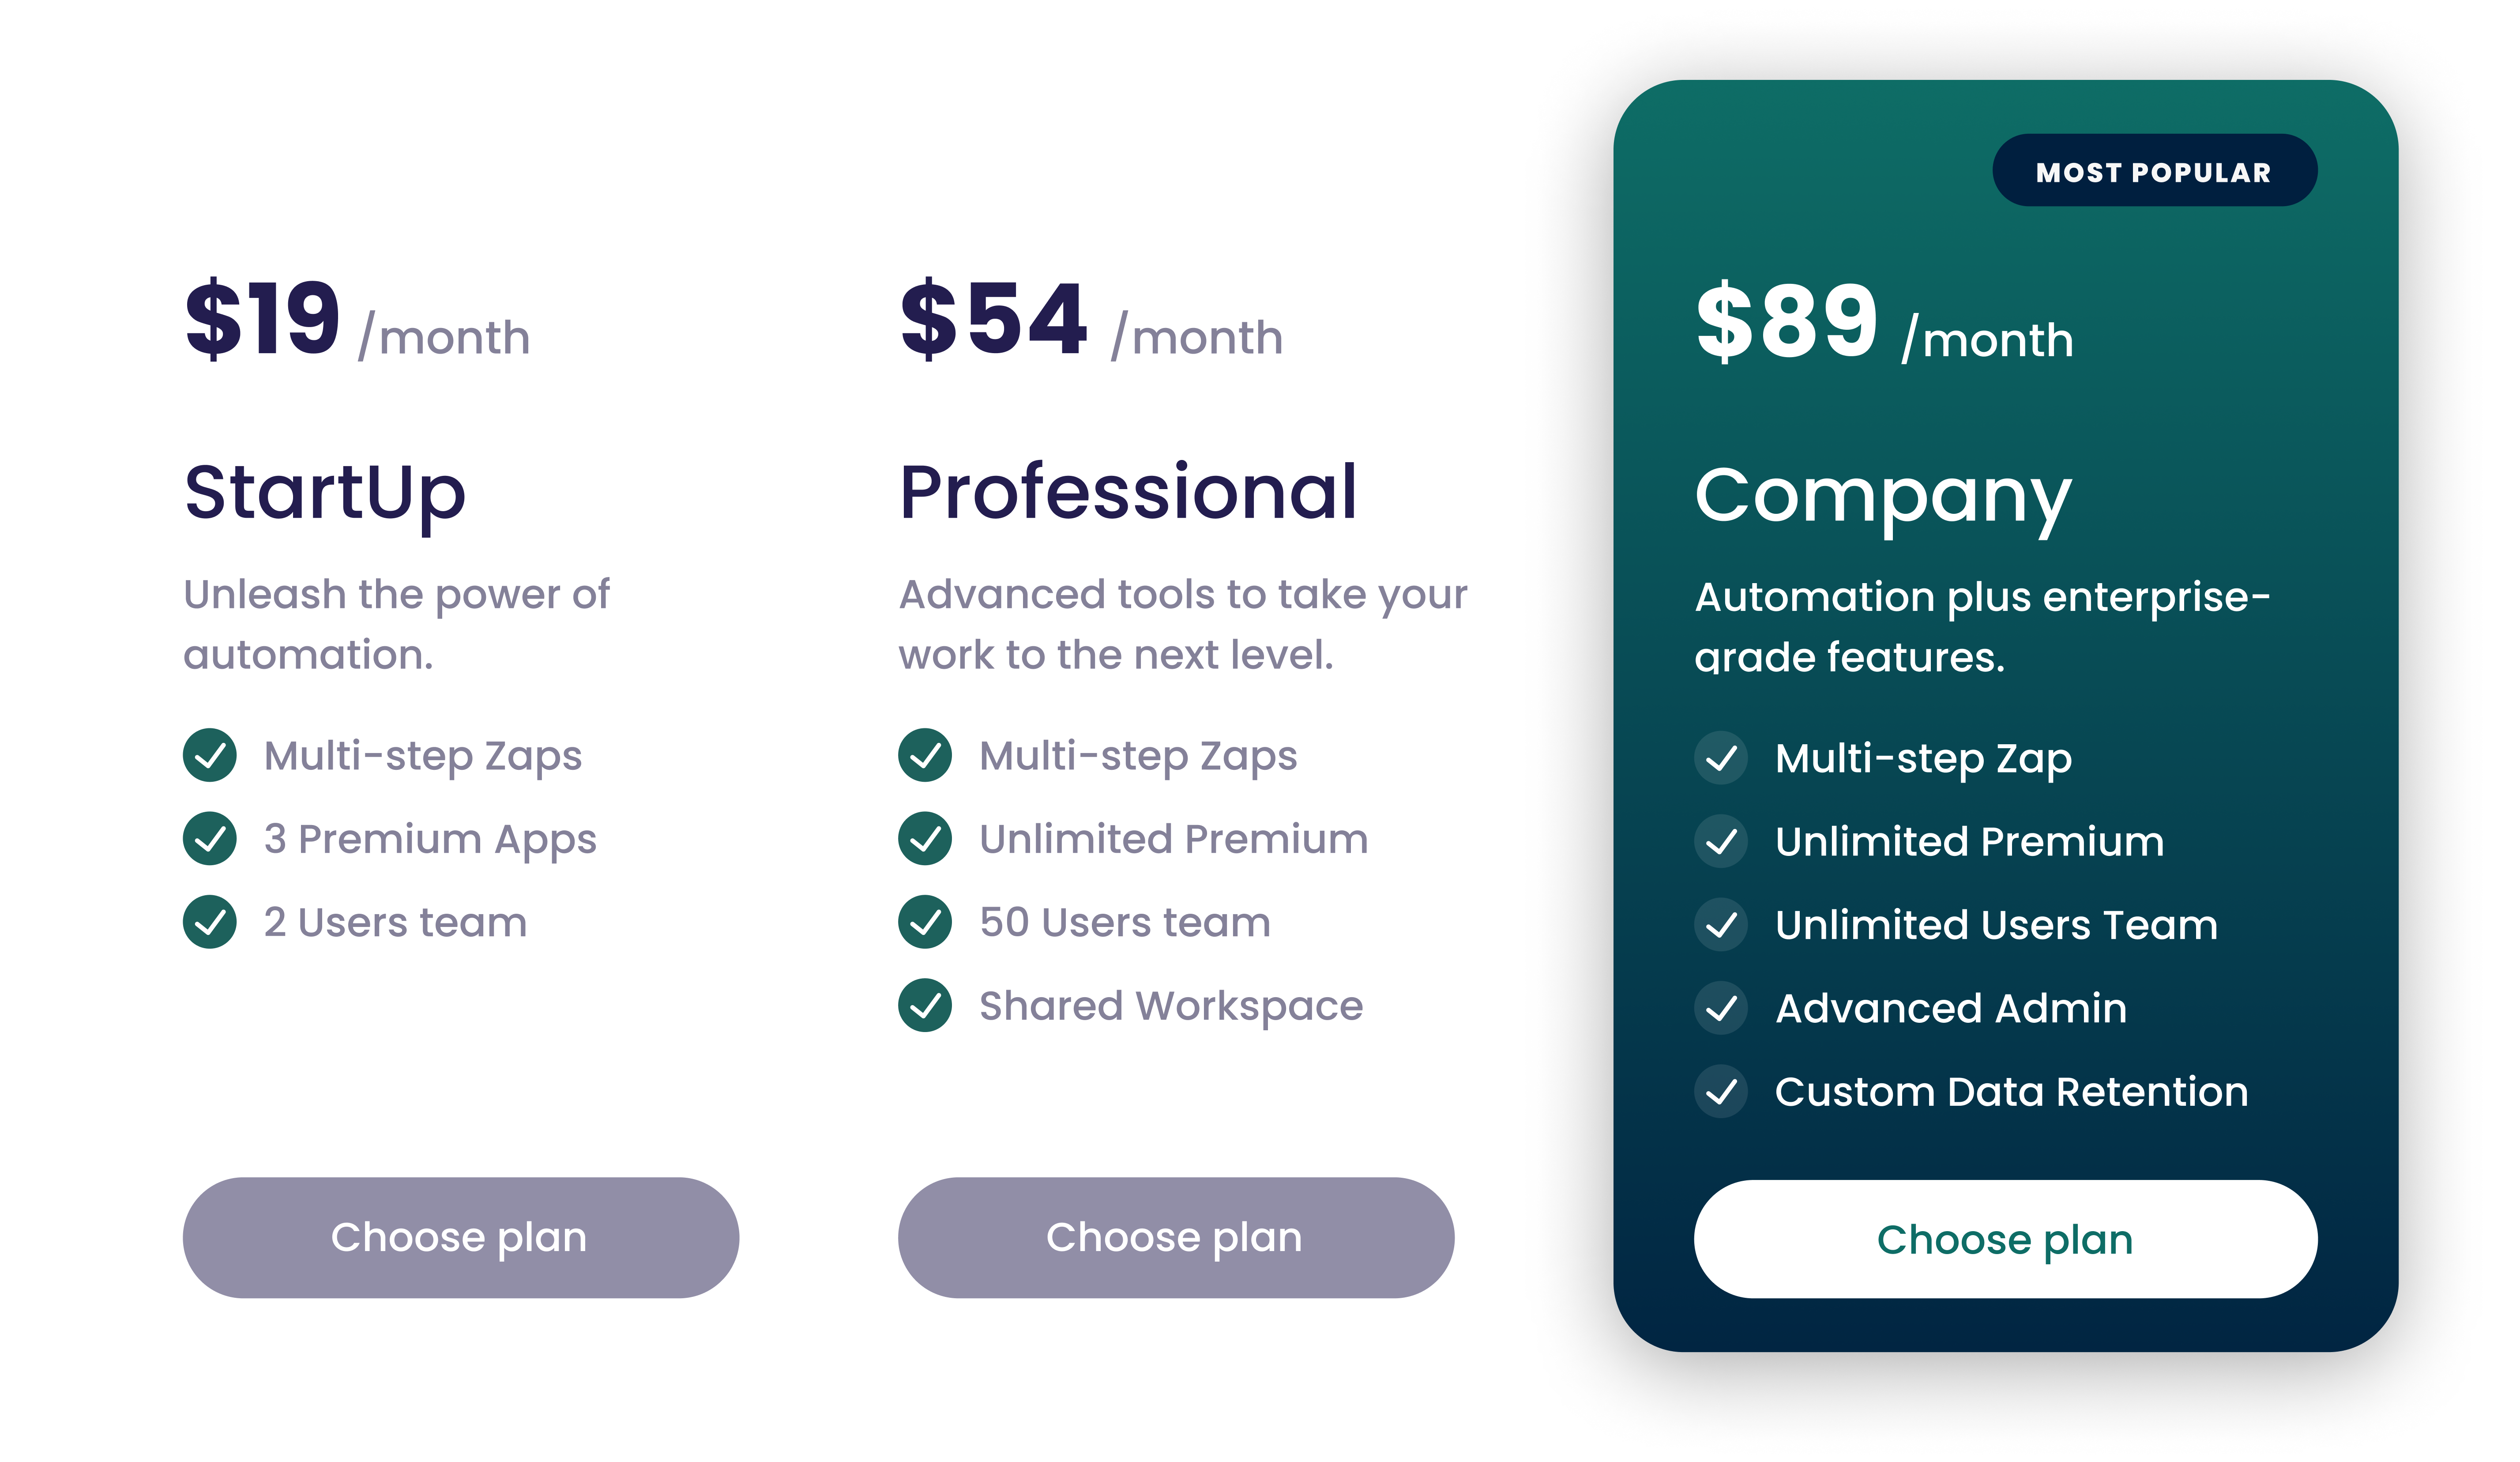 $19 /month
StartUp
Unleash the power of
automation.
Multi-step Zaps
3 Premium Apps
2 Users team
Choose plan
$54 /month
Professional
Advanced tools to take your
work to the next level.
Multi-step Zaps
Unlimited Premium
50 Users team
Shared Workspace
Choose plan
MOST POPULAR
$89 /month
Company
Automation plus enterprise-
grade features.
Multi-step Zap
Unlimited Premium
Unlimited Users Team
Advanced Admin
Custom Data Retention
Choose plan